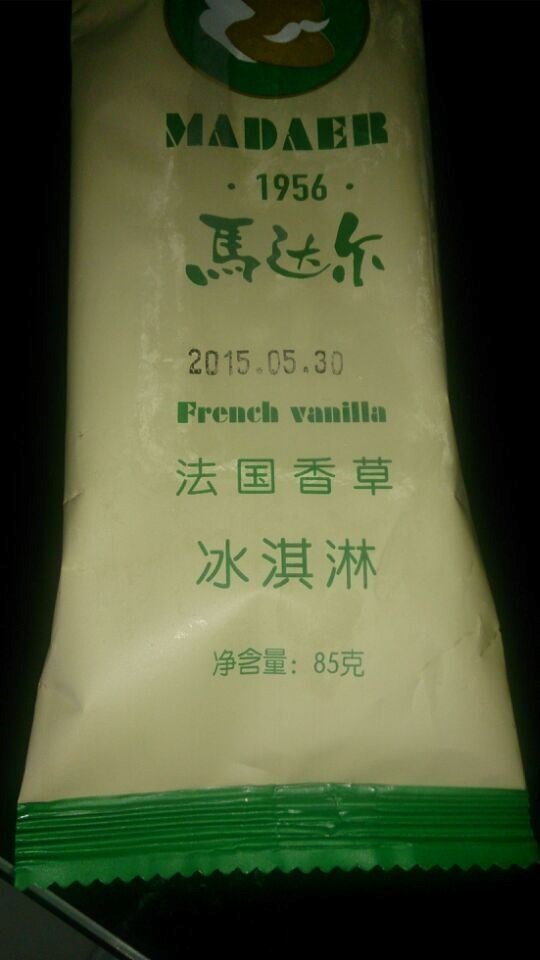 MADAER
· 1956 ·
馬达尔
2015.05.30
French vanilla
法国香草
冰淇淋
净含量：85克